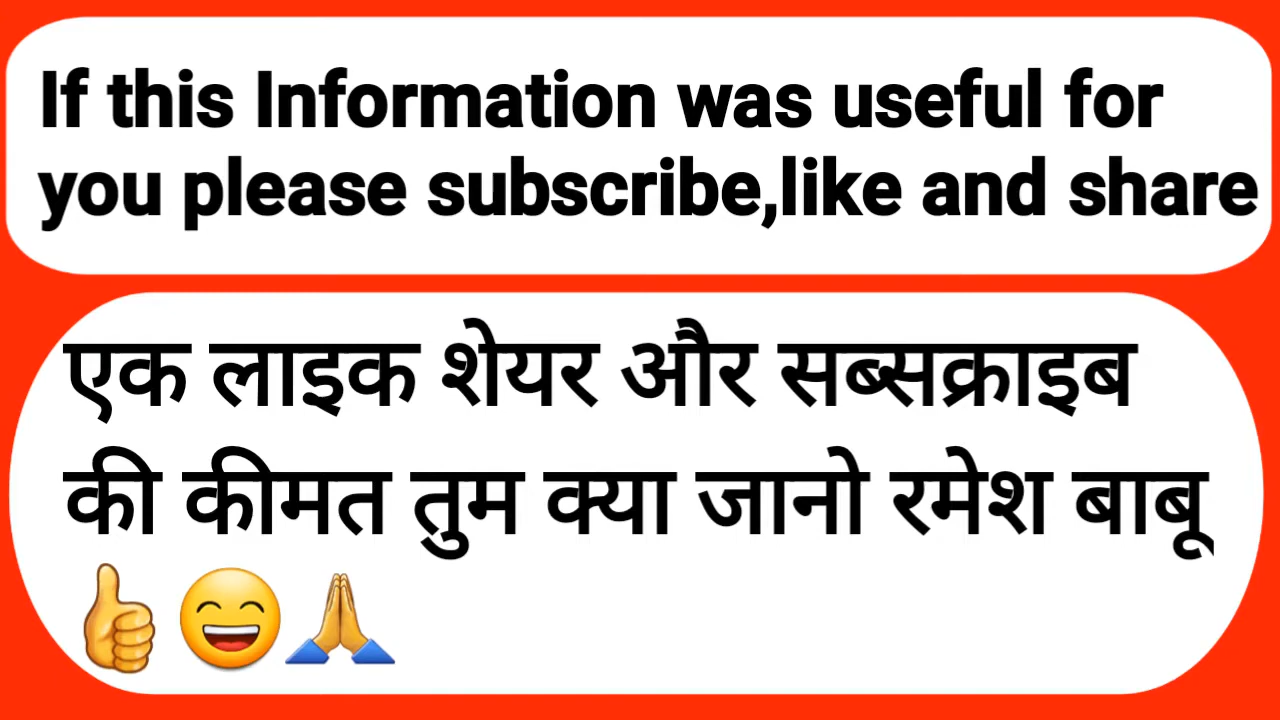 If this Information was useful for
you please subscribe,like and share
एक लाइक शेयर और सब्सक्राइब
की कीमत तुम क्या जानो रमेश बाबू
👍😄🙏